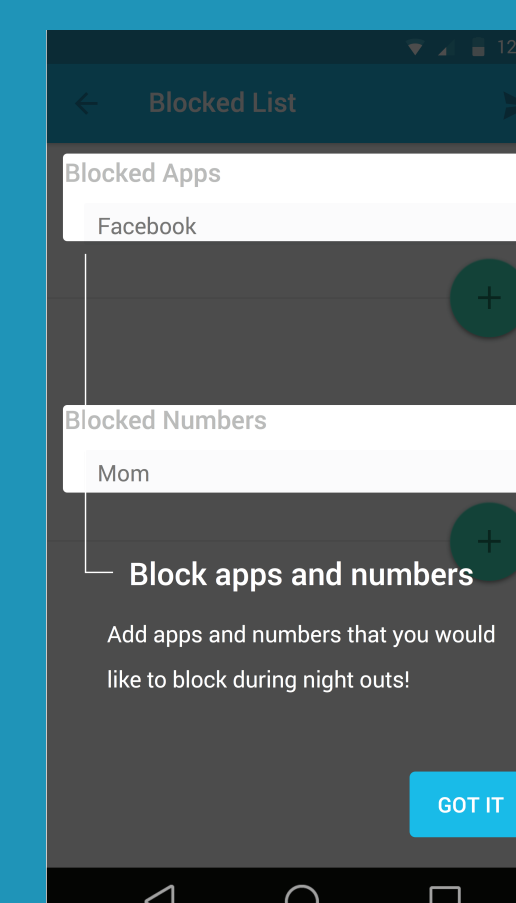 12
Blocked List
Blocked Apps
Facebook
Blocked Numbers
Mom
Block apps and numbers
Add apps and numbers that you would
like to block during night outs!
GOT IT